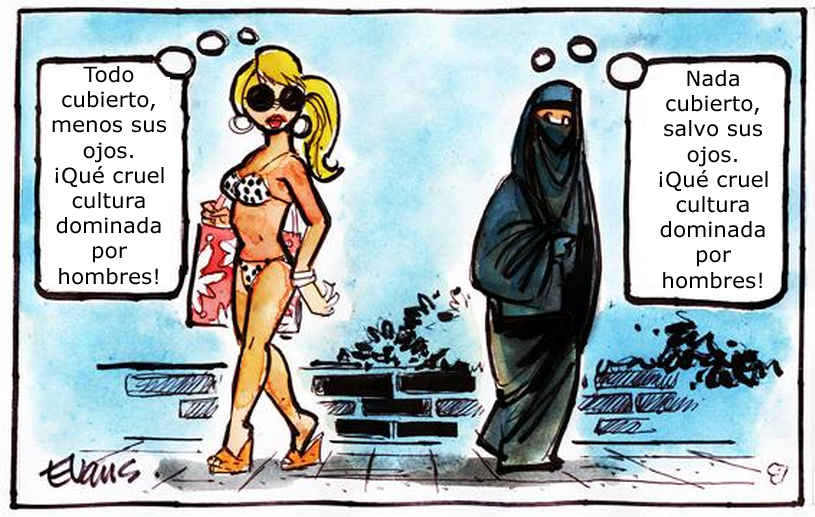 Todo
cubierto,
menos sus
ojos.
¡Qué cruel
cultura
dominada
por
hombres!
Nada
cubierto,
salvo sus
ojos.
¡Qué cruel
cultura
dominada
por
hombres!
Evans